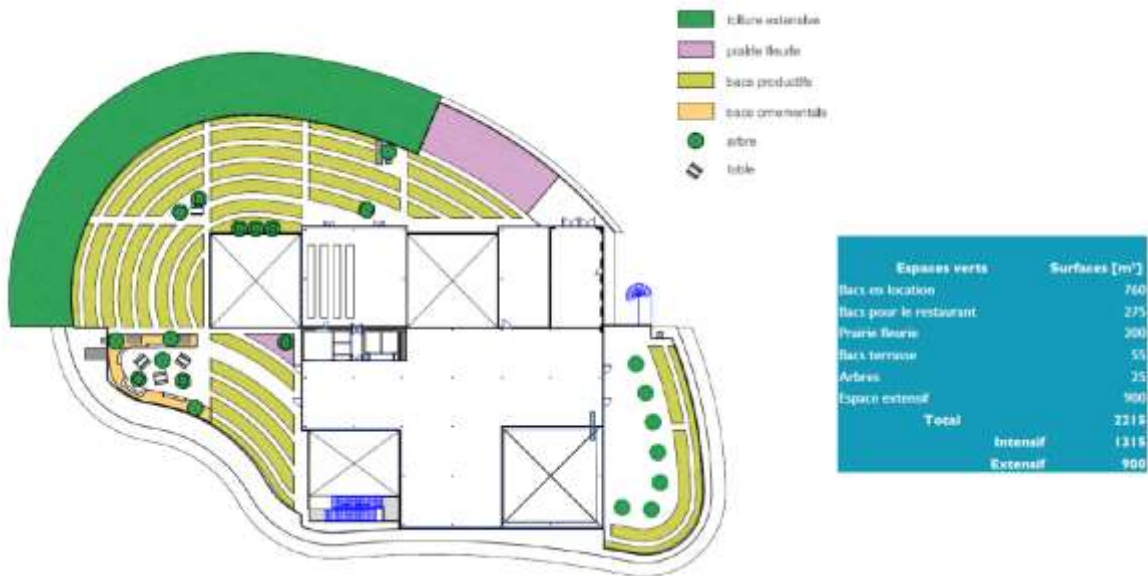 toiture extensive
prairie fleurie
bacs productifs
bacs ornementals
arbre
table
Espaces verts Surfaces [m²]
Bacs en location 760
Bacs pour le restaurant 275
Prairie fleurie 200
Bacs terrasse 55
Arbres 25
Espace extensif 900
Total 2215
Intensif 1315
Extensif 900